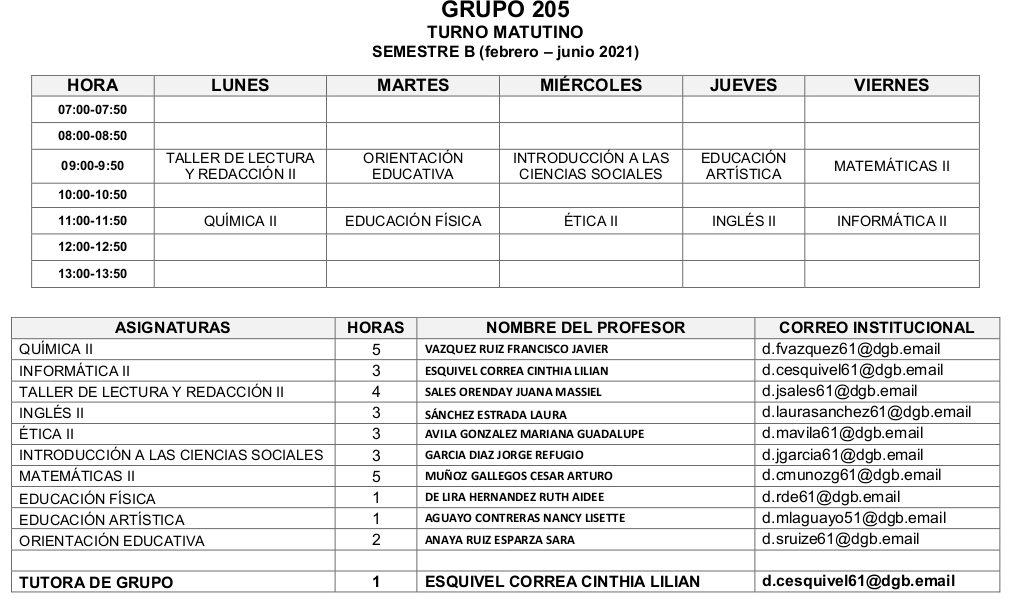 GRUPO 205
TURNO MATUTINO
SEMESTRE B (febrero – junio 2021)
HORA LUNES MARTES MIÉRCOLES JUEVES VIERNES
07:00-07:50
08:00-08:50
09:00-9:50 TALLER DE LECTURA Y REDACCIÓN II ORIENTACIÓN EDUCATIVA INTRODUCCIÓN A LAS CIENCIAS SOCIALES EDUCACIÓN ARTÍSTICA MATEMÁTICAS II
10:00-10:50
11:00-11:50 QUÍMICA II EDUCACIÓN FÍSICA ÉTICA II INGLÉS II INFORMÁTICA II
12:00-12:50
13:00-13:50
ASIGNATURAS HORAS NOMBRE DEL PROFESOR CORREO INSTITUCIONAL
QUÍMICA II 5 VAZQUEZ RUIZ FRANCISCO JAVIER d.fvazquez61@dgb.email
INFORMÁTICA II 3 ESQUIVEL CORREA CINTHIA LILIAN d.cesquivel61@dgb.email
TALLER DE LECTURA Y REDACCIÓN II 4 SALES ORENDAY JUANA MASSIEL d.jsales61@dgb.email
INGLÉS II 3 SÁNCHEZ ESTRADA LAURA d.laurasanchez61@dgb.email
ÉTICA II 3 AVILA GONZALEZ MARIANA GUADALUPE d.mavila61@dgb.email
INTRODUCCIÓN A LAS CIENCIAS SOCIALES 3 GARCIA DIAZ JORGE REFUGIO d.jgarcia61@dgb.email
MATEMÁTICAS II 5 MUÑOZ GALLEGOS CESAR ARTURO d.cmunozg61@dgb.email
EDUCACIÓN FÍSICA 1 DE LIRA HERNANDEZ RUTH AIDEE d.rde61@dgb.email
EDUCACIÓN ARTÍSTICA 1 AGUAYO CONTRERAS NANCY LISETTE d.mlaguayo51@dgb.email
ORIENTACIÓN EDUCATIVA 2 ANAYA RUIZ ESPARZA SARA d.sruize61@dgb.email
TUTORA DE GRUPO 1 ESQUIVEL CORREA CINTHIA LILIAN d.cesquivel61@dgb.email